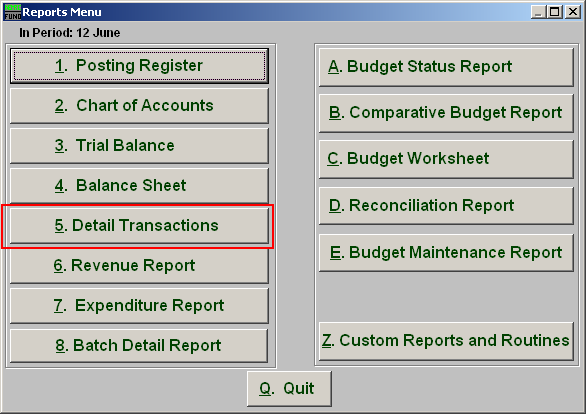 FUND Reports Menu
In Period: 12 June
1. Posting Register
2. Chart of Accounts
3. Trial Balance
4. Balance Sheet
5. Detail Transactions
6. Revenue Report
7. Expenditure Report
8. Batch Detail Report
A. Budget Status Report
B. Comparative Budget Report
C. Budget Worksheet
D. Reconciliation Report
E. Budget Maintenance Report
Z. Custom Reports and Routines
Q. Quit